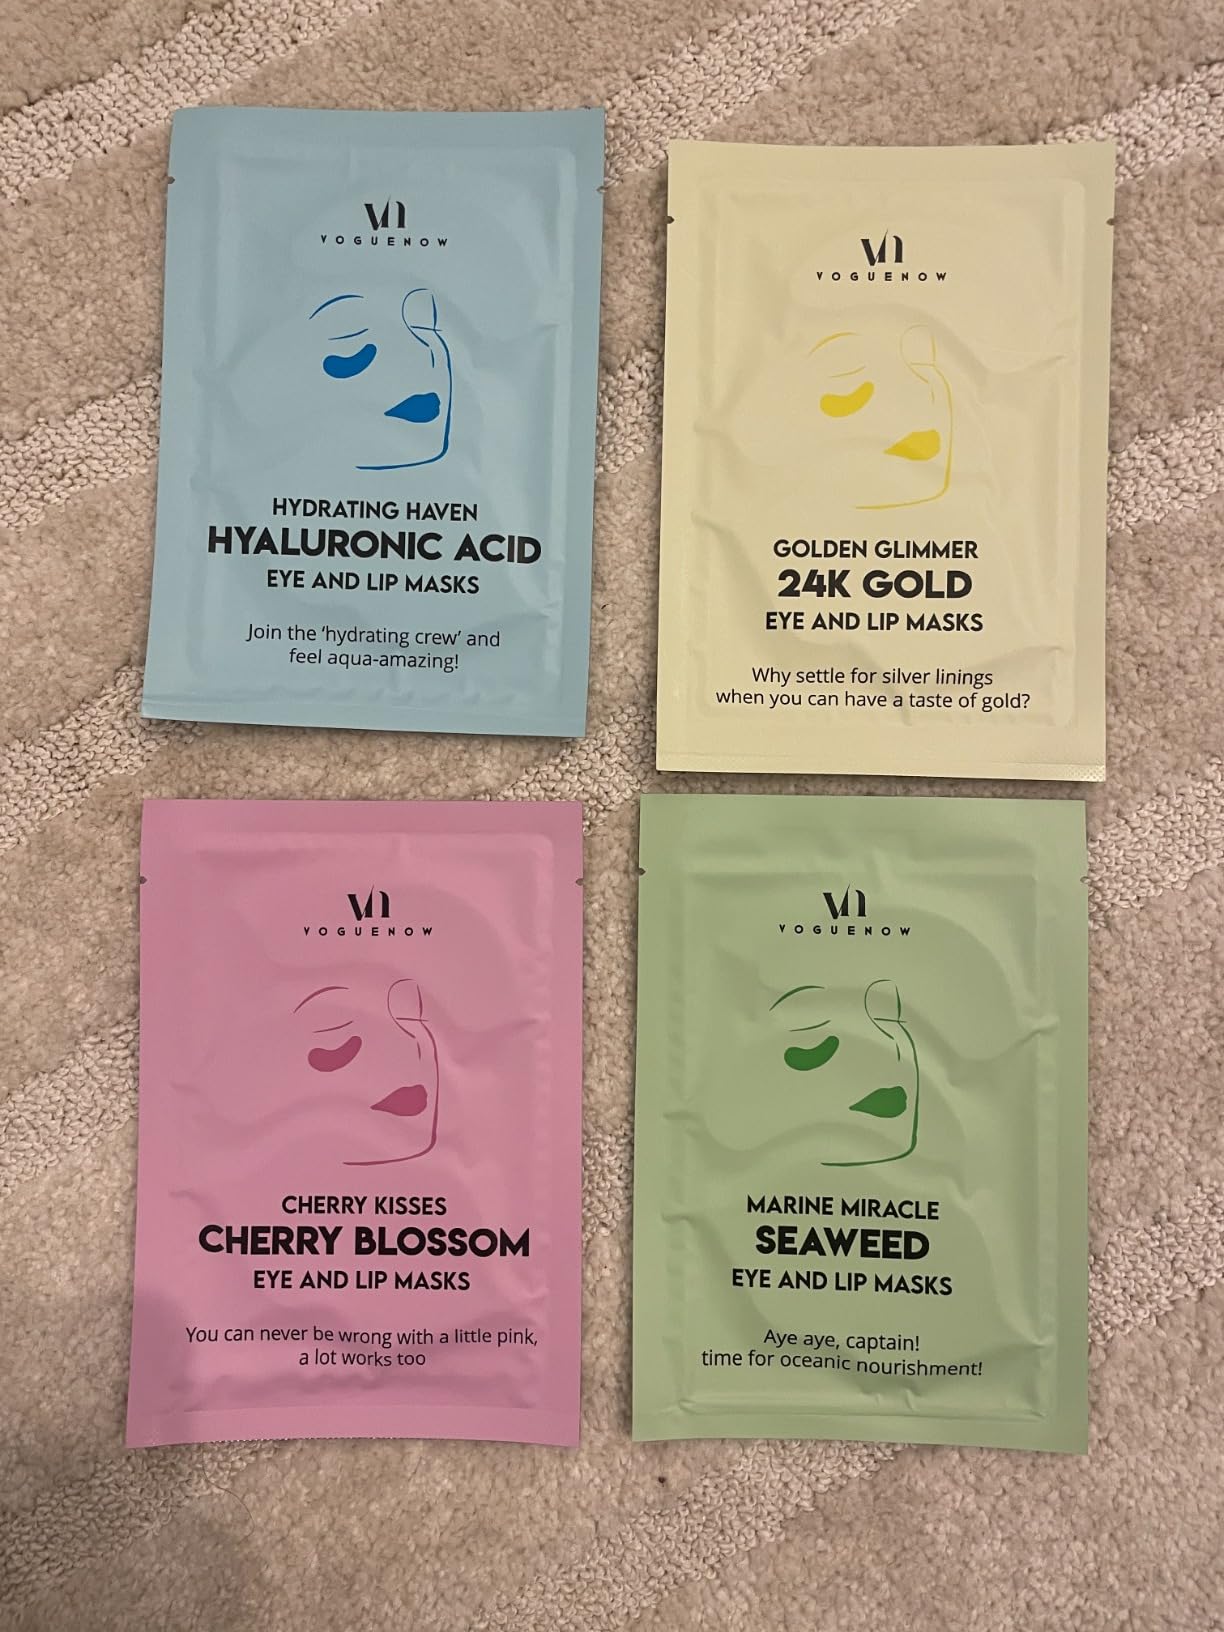 VN
VOGUENOW
HYDRATING HAVEN
HYALURONIC ACID
EYE AND LIP MASKS
Join the ‘hydrating crew’ and
feel aqua-amazing!
VN
VOGUENOW
GOLDEN GLIMMER
24K GOLD
EYE AND LIP MASKS
Why settle for silver linings
when you can have a taste of gold?
VN
VOGUENOW
CHERRY KISSES
CHERRY BLOSSOM
EYE AND LIP MASKS
You can never be wrong with a little pink,
a lot works too
VN
VOGUENOW
MARINE MIRACLE
SEAWEED
EYE AND LIP MASKS
Aye aye, captain!
time for oceanic nourishment!